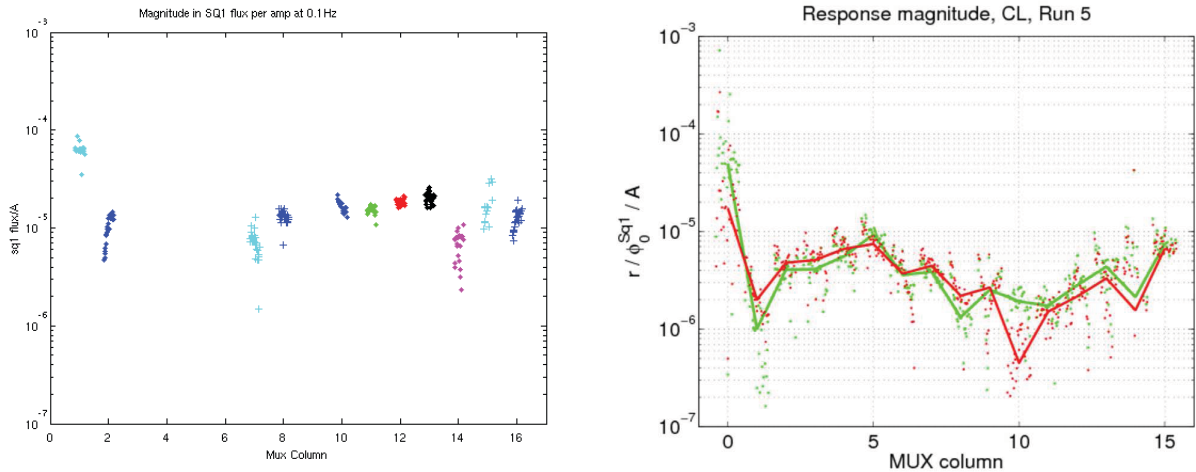 Magnitude in SQ1 flux per amp at 0.1Hz
sq1 flux/A
10^-3
10^-4
10^-5
10^-6
10^-7
0 2 4 6 8 10 12 14 16
Mux Column
Response magnitude, CL, Run 5
r / ϕ_0^Sq1 / A
10^-3
10^-4
10^-5
10^-6
10^-7
0 5 10 15
MUX column